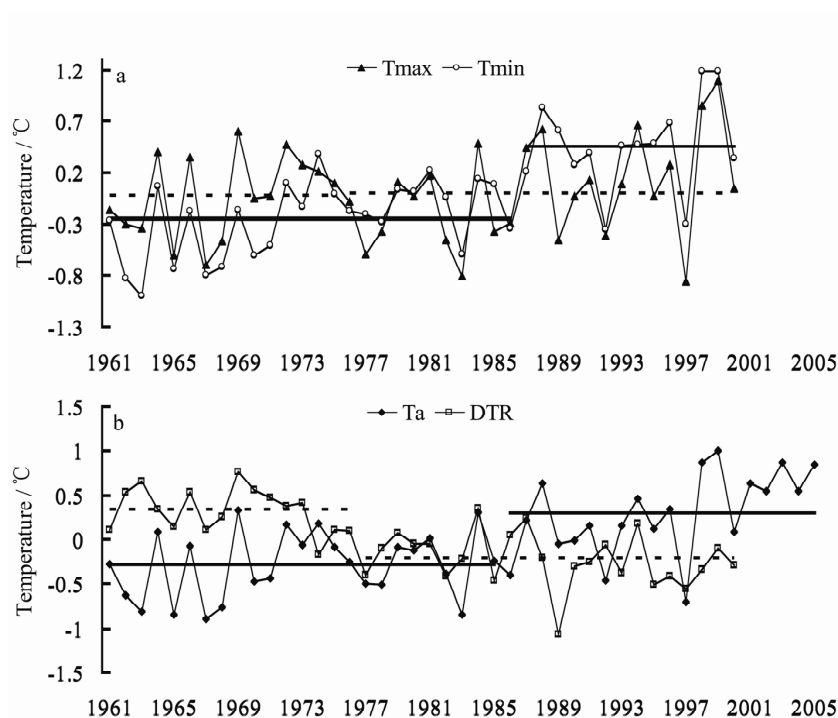 a
Tmax Tmin
Temperature / ℃
1.2
0.7
0.2
-0.3
-0.8
-1.3
1961 1965 1969 1973 1977 1981 1985 1989 1993 1997 2001 2005
b
Ta DTR
Temperature / ℃
1.5
1
0.5
0
-0.5
-1
-1.5
1961 1965 1969 1973 1977 1981 1985 1989 1993 1997 2001 2005